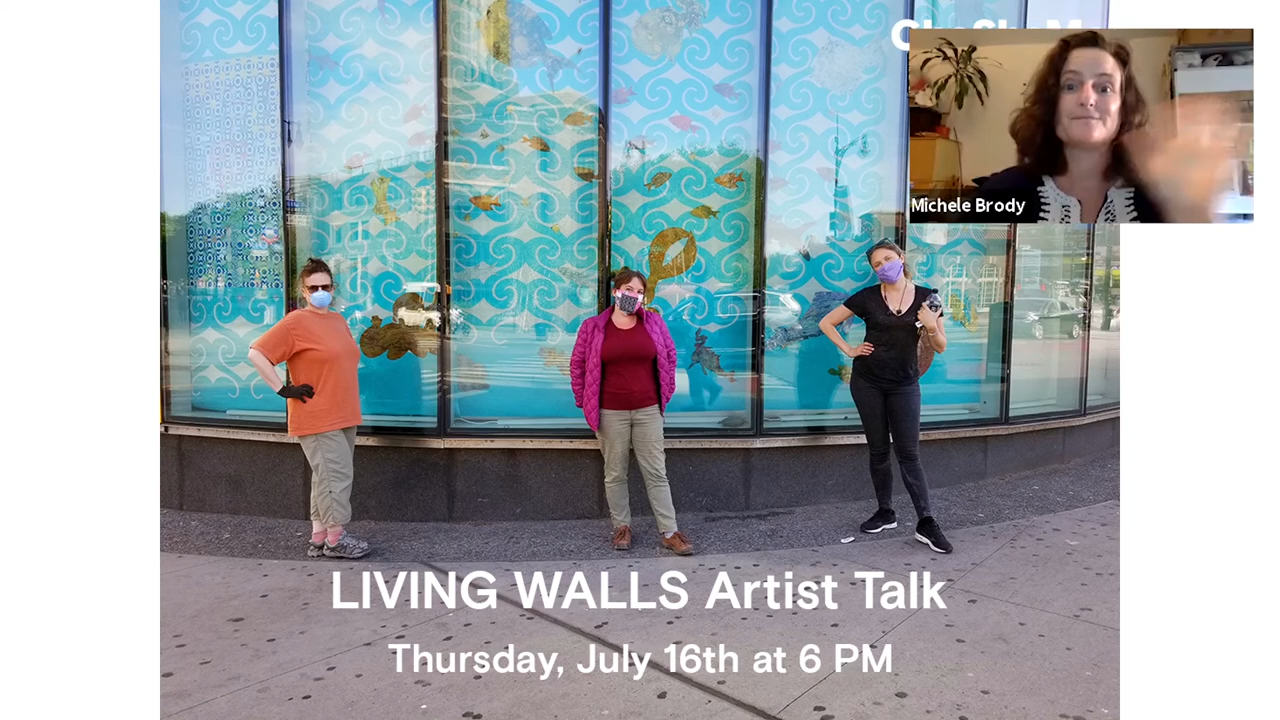 Michele Brody
LIVING WALLS Artist Talk
Thursday, July 16th at 6 PM